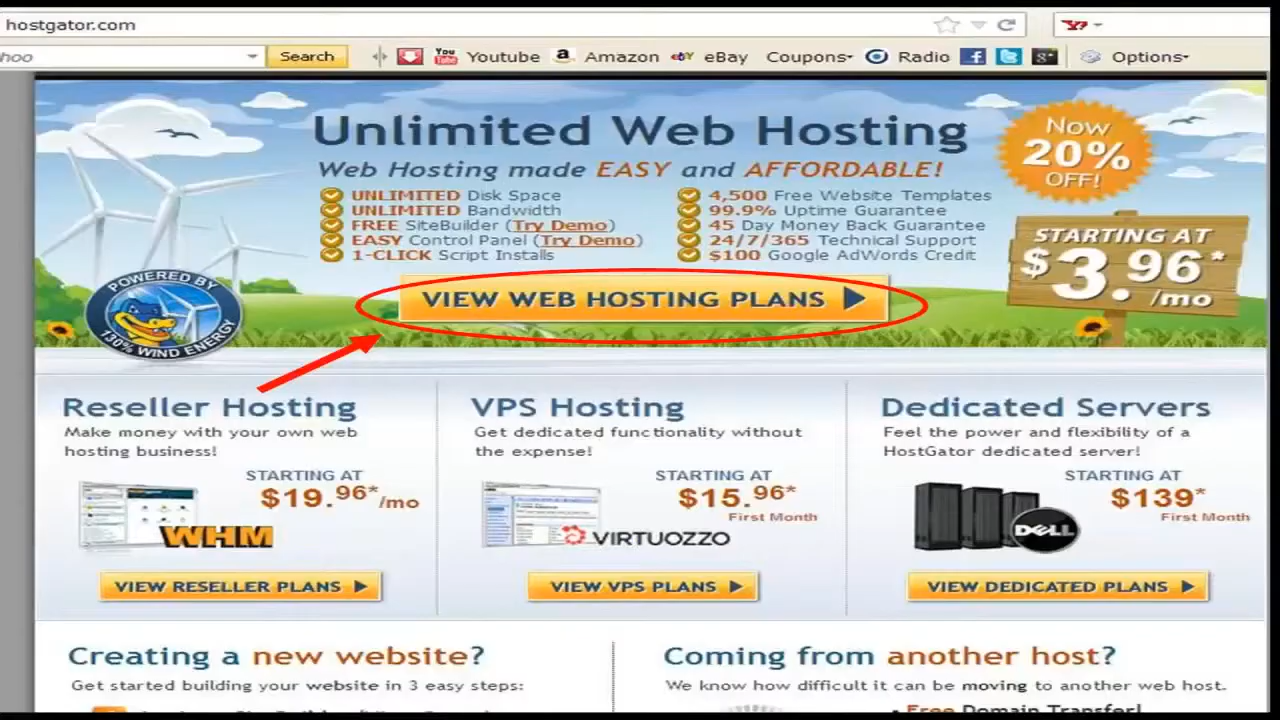 hostgator.com
hoo
Search
You
Tube
Youtube
a
Amazon
ebY
eBay
Coupons
Radio
Options
Unlimited Web Hosting
Web Hosting made EASY and AFFORDABLE!
UNLIMITED Disk Space
UNLIMITED Bandwidth
FREE SiteBuilder (Try Demo)
EASY Control Panel (Try Demo)
1-CLICK Script Installs
4,500 Free Website Templates
99.9% Uptime Guarantee
45 Day Money Back Guarantee
24/7/365 Technical Support
$100 Google AdWords Credit
Now
20%
OFF!
STARTING AT
$3.96*
/mo
VIEW WEB HOSTING PLANS
POWERED BY
130% WIND ENERGY
Reseller Hosting
Make money with your own web
hosting business!
STARTING AT
$19.96*/mo
WHM
VIEW RESELLER PLANS
VPS Hosting
Get dedicated functionality without
the expense!
STARTING AT
$15.96*
First Month
VIRTUOZZO
VIEW VPS PLANS
Dedicated Servers
Feel the power and flexibility of a
HostGator dedicated server!
STARTING AT
$139*
First Month
DELL
VIEW DEDICATED PLANS
Creating a new website?
Get started building your website in 3 easy steps:
Coming from another host?
We know how difficult it can be moving to another web host.
Free Domain Transfer!